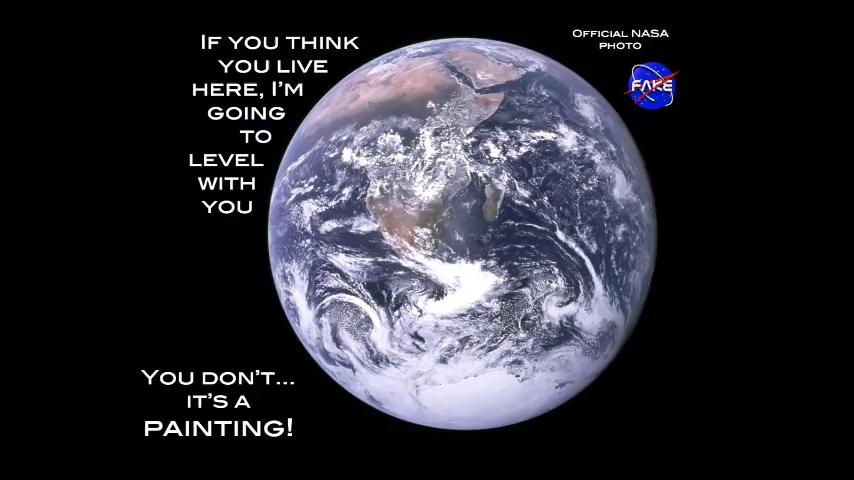 If you think
you live
here, I'm
going
to
level
with
you
Official NASA
photo
FAKE
You don't...
it's a
painting!